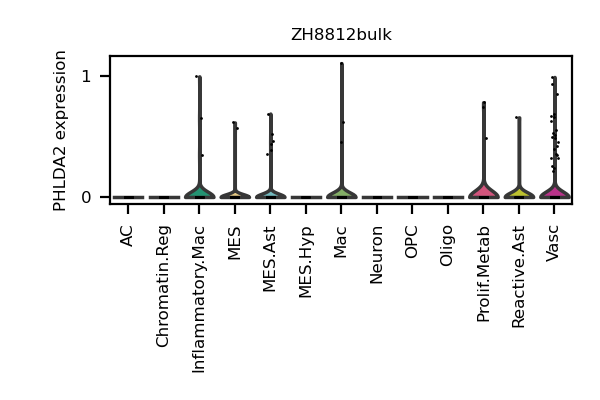 ZH8812bulk
PHLDA2 expression
1
0
AC
Chromatin.Reg
Inflammatory.Mac
MES
MES.Ast
MES.Hyp
Mac
Neuron
OPC
Oligo
Prolif.Metab
Reactive.Ast
Vasc